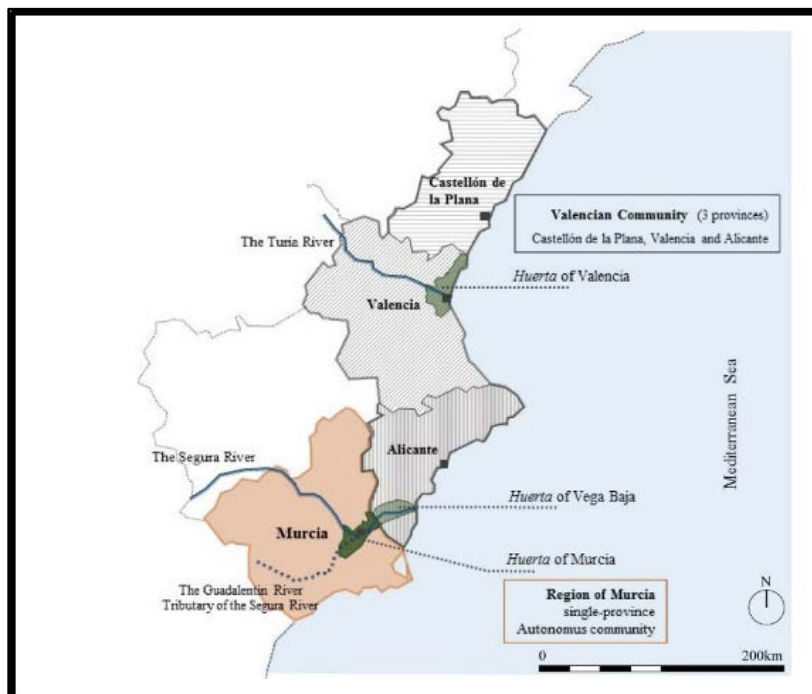 Castellón de
la Plana
Valencian Community (3 provinces)
Castellón de la Plana, Valencia and Alicante
The Turia River
Huerta of Valencia
Valencia
Mediterranean Sea
Alicante
The Segura River
Huerta of Vega Baja
Murcia
Huerta of Murcia
The Guadalentin River
Tributary of the Segura River
Region of Murcia
single-province
Autonomus community
N
0 200km